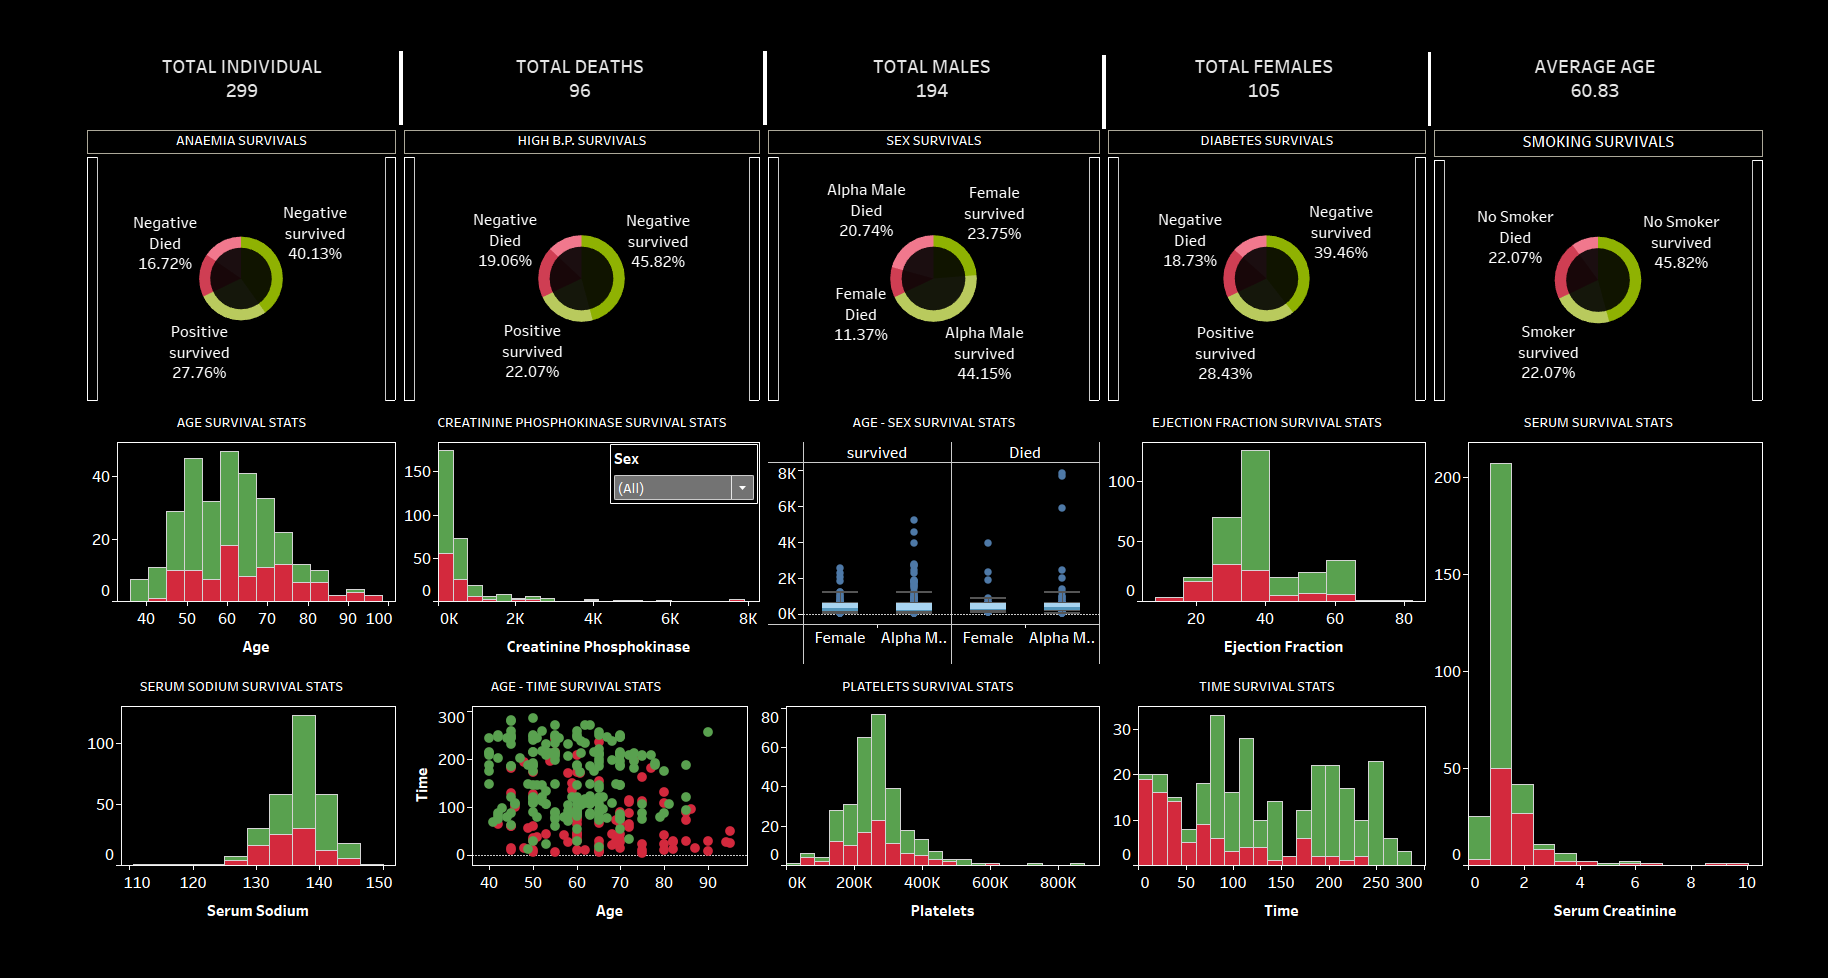 TOTAL INDIVIDUAL
299
TOTAL DEATHS
96
TOTAL MALES
194
TOTAL FEMALES
105
AVERAGE AGE
60.83
ANAEMIA SURVIVALS
Negative
Died
16.72%
Negative
survived
40.13%
Positive
survived
27.76%
HIGH B.P. SURVIVALS
Negative
Died
19.06%
Negative
survived
45.82%
Positive
survived
22.07%
SEX SURVIVALS
Alpha Male
Died
20.74%
Female
survived
23.75%
Female
Died
11.37%
Alpha Male
survived
44.15%
DIABETES SURVIVALS
Negative
Died
18.73%
Negative
survived
39.46%
Positive
survived
28.43%
SMOKING SURVIVALS
No Smoker
Died
22.07%
No Smoker
survived
45.82%
Smoker
survived
22.07%
AGE SURVIVAL STATS
40
20
0
40 50 60 70 80 90 100
Age
CREATININE PHOSPHOKINASE SURVIVAL STATS
Sex
(All)
150
100
50
0
0K 2K 4K 6K 8K
Creatinine Phosphokinase
AGE - SEX SURVIVAL STATS
survived Died
8K
6K
4K
2K
0K
Female Alpha M.. Female Alpha M..
EJECTION FRACTION SURVIVAL STATS
100
50
0
20 40 60 80
Ejection Fraction
SERUM SURVIVAL STATS
200
150
100
50
0
0 2 4 6 8 10
Serum Creatinine
SERUM SODIUM SURVIVAL STATS
100
50
0
110 120 130 140 150
Serum Sodium
AGE - TIME SURVIVAL STATS
Time
300
200
100
0
40 50 60 70 80 90
Age
PLATELETS SURVIVAL STATS
80
60
40
20
0
0K 200K 400K 600K 800K
Platelets
TIME SURVIVAL STATS
30
20
10
0
0 50 100 150 200 250 300
Time